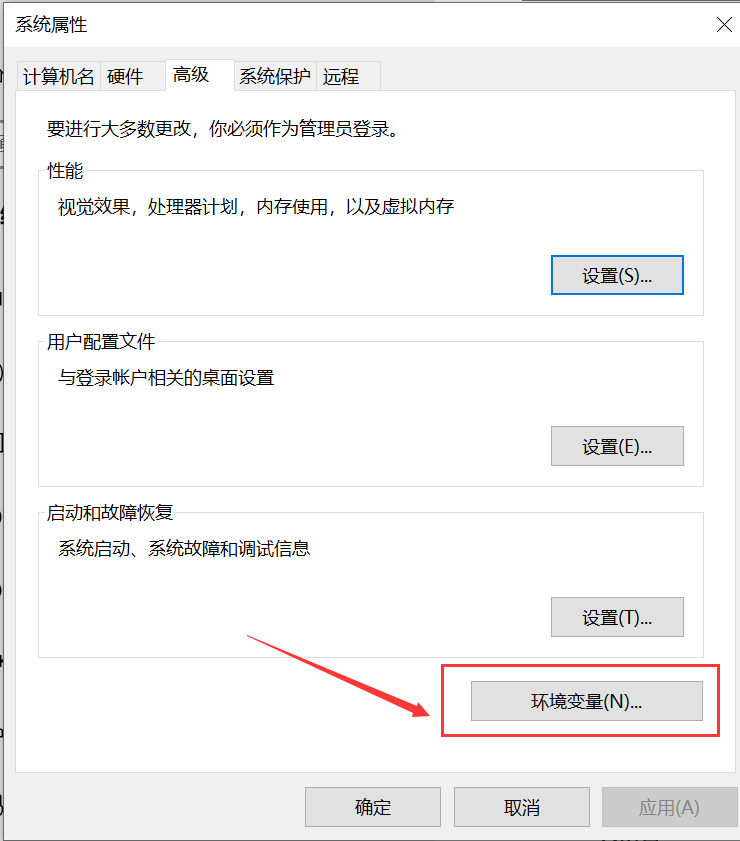 系统属性
计算机名 硬件 高级 系统保护 远程
要进行大多数更改，你必须作为管理员登录。
性能
视觉效果，处理器计划，内存使用，以及虚拟内存
设置(S)...
用户配置文件
与登录帐户相关的桌面设置
设置(E)...
启动和故障恢复
系统启动、系统故障和调试信息
设置(T)...
环境变量(N)...
确定 取消 应用(A)